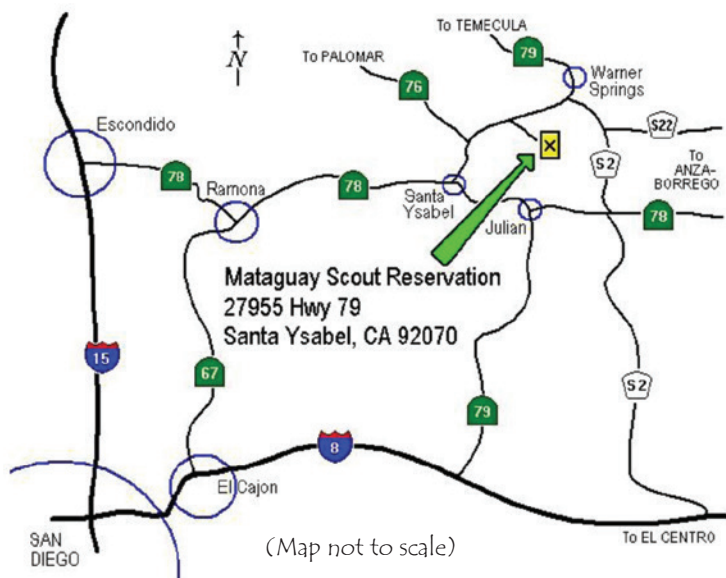 To TEMECULA
N
To PALOMAR
79
Warner
Springs
76
Escondido
S22
X
To
ANZA-
BORREGO
S 2
78
Ramona
78
Santa
Ysabel
Julian
78
Mataguay Scout Reservation
27955 Hwy 79
Santa Ysabel, CA 92070
15
67
S 2
79
8
El Cajon
SAN
DIEGO
(Map not to scale)
To EL CENTRO